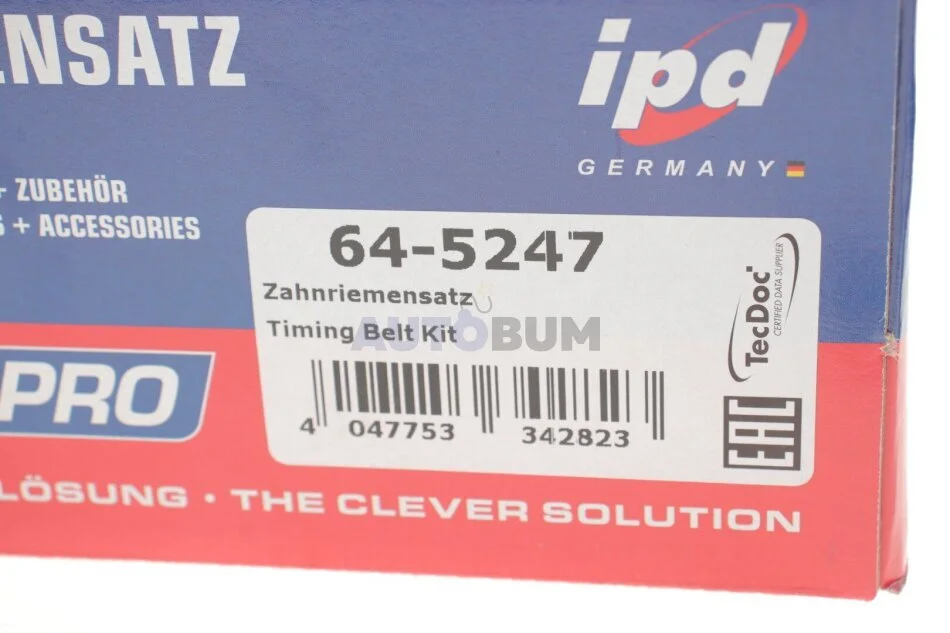 ENSATZ
ipd
GERMANY
+ ZUBEHÖR
S + ACCESSORIES
64-5247
Zahnriemensatz
Timing Belt Kit
AUTOBUM
TecDoc
CERTIFIED DATA SUPPLIER
4 047753 342823
EAC
PRO
LÖSUNG · THE CLEVER SOLUTION